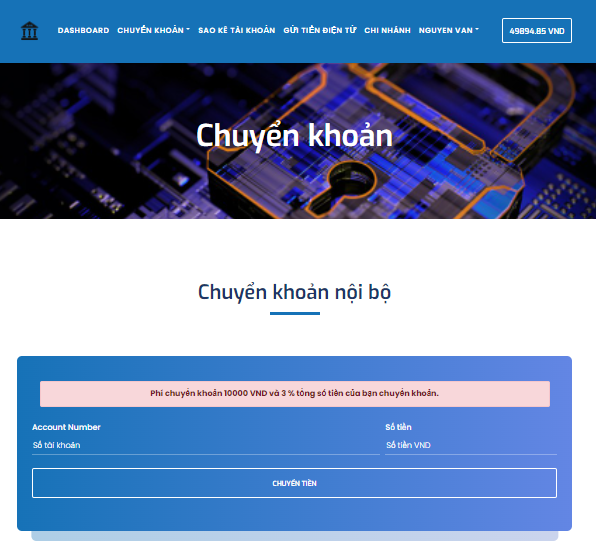 DASHBOARD CHUYỂN KHOẢN SAO KÊ TÀI KHOẢN GỬI TIỀN ĐIỆN TỬ CHI NHÁNH NGUYEN VAN 49894.85 VND
Chuyển khoản
Chuyển khoản nội bộ
Phí chuyển khoản 10000 VND và 3 % tổng số tiền của bạn chuyển khoản.
Account Number Số tiền
Số tài khoản Số tiền VND
CHUYỂN TIỀN